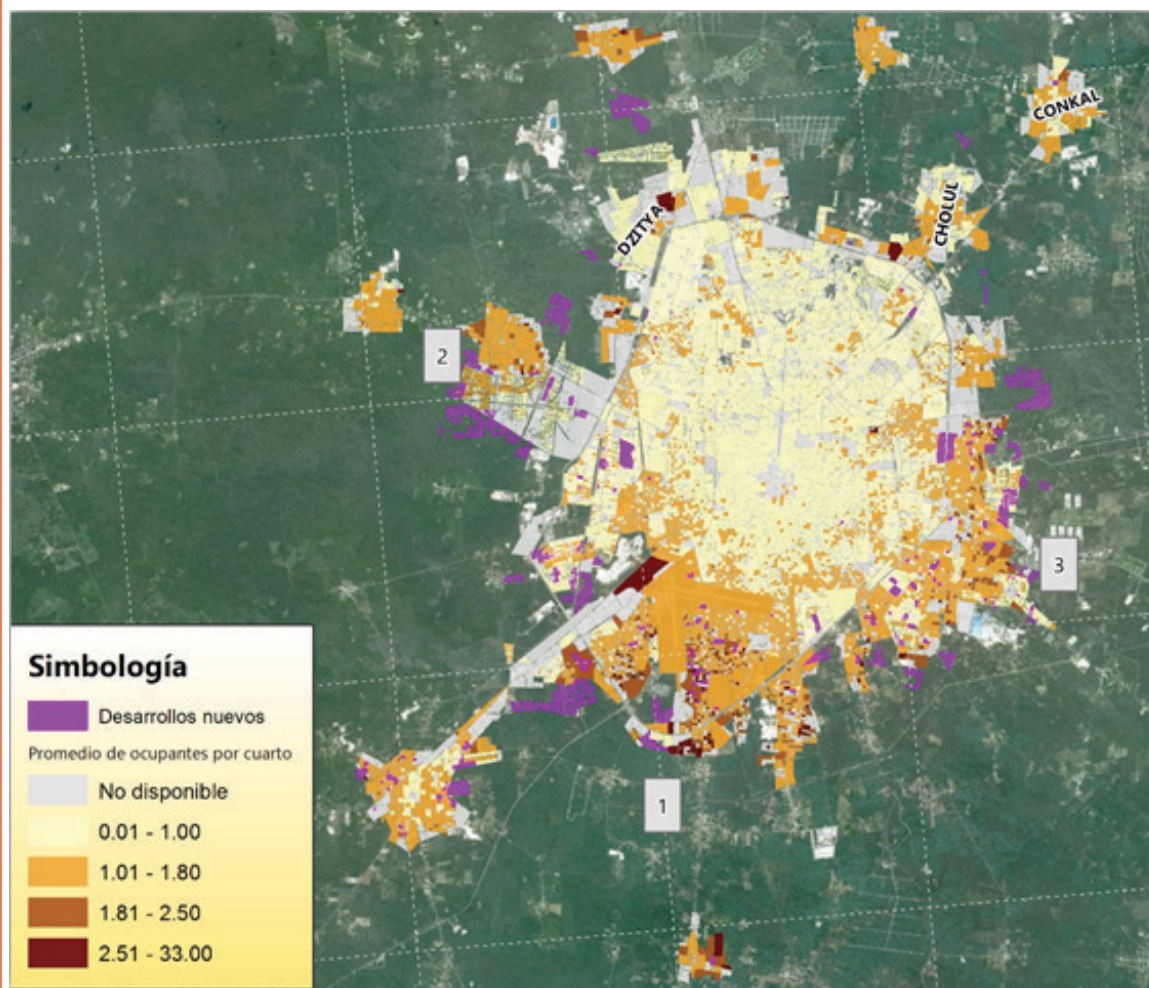 CONKAL
CHOLUL
DZITYA
2
3
1
Simbología
Desarrollos nuevos
Promedio de ocupantes por cuarto
No disponible
0.01 - 1.00
1.01 - 1.80
1.81 - 2.50
2.51 - 33.00